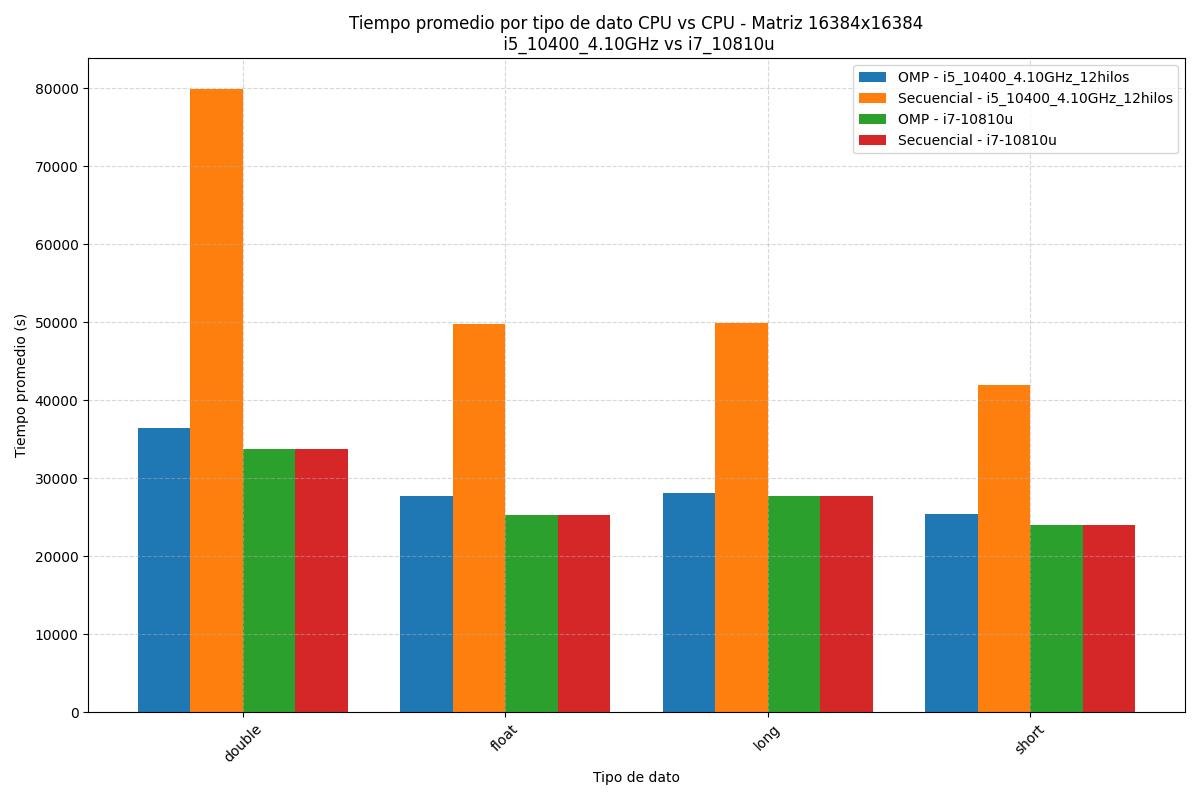 Tiempo promedio por tipo de dato CPU vs CPU - Matriz 16384x16384
i5_10400_4.10GHz vs i7_10810u
OMP - i5_10400_4.10GHz_12hilos
Secuencial - i5_10400_4.10GHz_12hilos
OMP - i7-10810u
Secuencial - i7-10810u
Tiempo promedio (s)
80000
70000
60000
50000
40000
30000
20000
10000
0
double
float
long
short
Tipo de dato